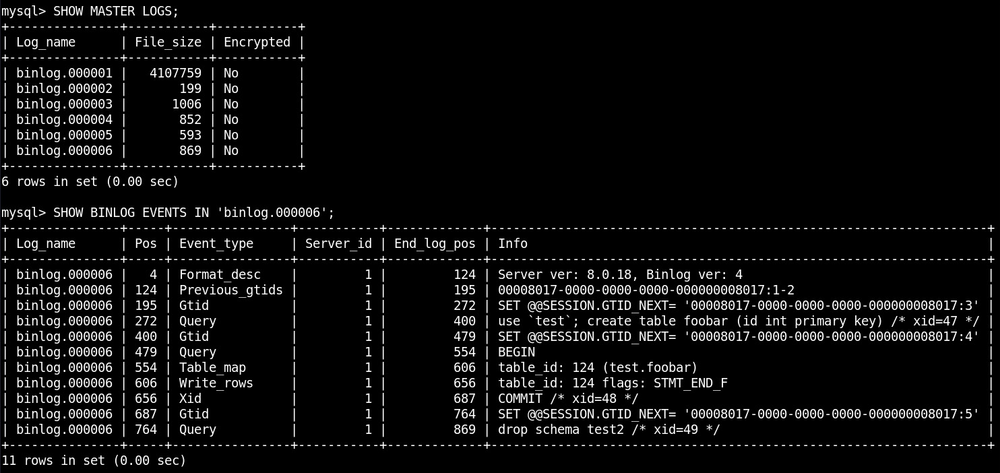 mysql> SHOW MASTER LOGS;
+---------------+-----------+-----------+
| Log_name      | File_size | Encrypted |
+---------------+-----------+-----------+
| binlog.000001 |   4107759 | No        |
| binlog.000002 |       199 | No        |
| binlog.000003 |      1006 | No        |
| binlog.000004 |       852 | No        |
| binlog.000005 |       593 | No        |
| binlog.000006 |       869 | No        |
+---------------+-----------+-----------+
6 rows in set (0.00 sec)

mysql> SHOW BINLOG EVENTS IN 'binlog.000006';
+---------------+-----+----------------+-----------+-------------+-------------------------------------------------------------------+
| Log_name      | Pos | Event_type     | Server_id | End_log_pos | Info                                                              |
+---------------+-----+----------------+-----------+-------------+-------------------------------------------------------------------+
| binlog.000006 |   4 | Format_desc    |         1 |         124 | Server ver: 8.0.18, Binlog ver: 4                                 |
| binlog.000006 | 124 | Previous_gtids |         1 |         195 | 00008017-0000-0000-0000-000000008017:1-2                          |
| binlog.000006 | 195 | Gtid           |         1 |         272 | SET @@SESSION.GTID_NEXT= '00008017-0000-0000-0000-000000008017:3' |
| binlog.000006 | 272 | Query          |         1 |         400 | use `test`; create table foobar (id int primary key) /* xid=47 */ |
| binlog.000006 | 400 | Gtid           |         1 |         479 | SET @@SESSION.GTID_NEXT= '00008017-0000-0000-0000-000000008017:4' |
| binlog.000006 | 479 | Query          |         1 |         554 | BEGIN                                                             |
| binlog.000006 | 554 | Table_map      |         1 |         606 | table_id: 124 (test.foobar)                                       |
| binlog.000006 | 606 | Write_rows     |         1 |         656 | table_id: 124 flags: STMT_END_F                                   |
| binlog.000006 | 656 | Xid            |         1 |         687 | COMMIT /* xid=48 */                                               |
| binlog.000006 | 687 | Gtid           |         1 |         764 | SET @@SESSION.GTID_NEXT= '00008017-0000-0000-0000-000000008017:5' |
| binlog.000006 | 764 | Query          |         1 |         869 | drop schema test2 /* xid=49 */                                    |
+---------------+-----+----------------+-----------+-------------+-------------------------------------------------------------------+
11 rows in set (0.00 sec)